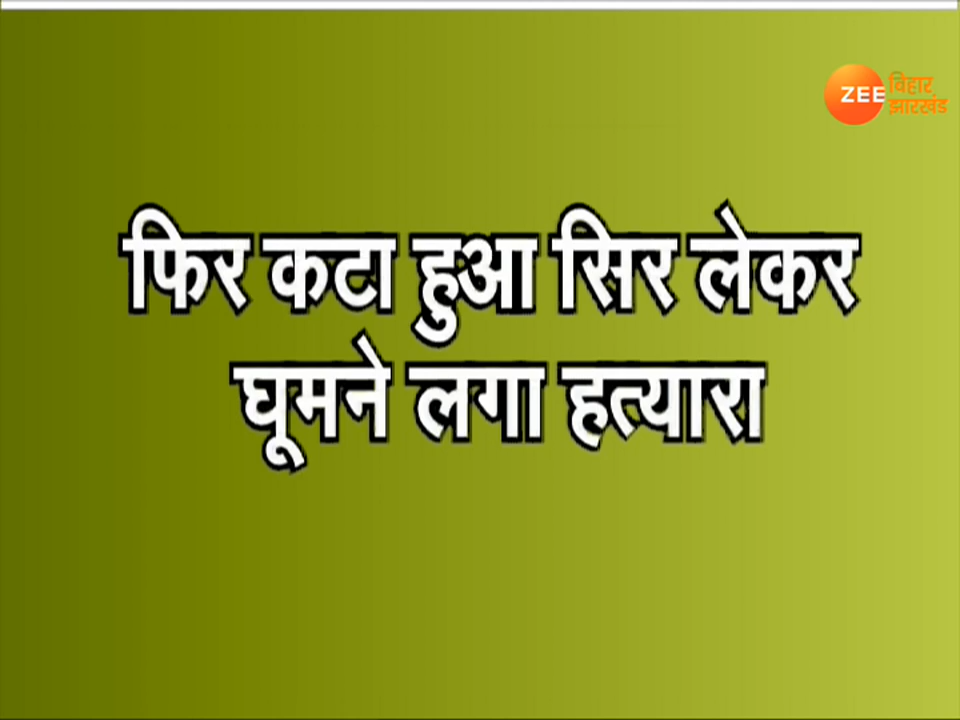 ZEE बिहार झारखंड
फिर कटा हुआ सिर लेकर
घूमने लगा हत्यारा